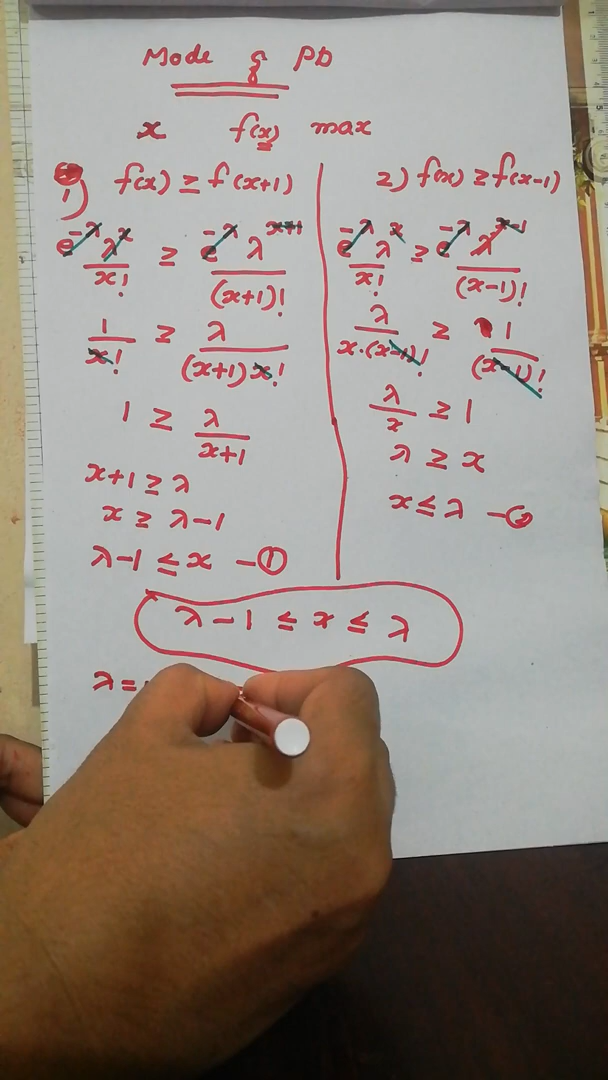 Mode of PD
x f(x) max
1) f(x) ≥ f(x+1)
e^-λ λ^x / x! ≥ e^-λ λ^x+1 / (x+1)!
1 / x! ≥ λ / (x+1) x!
1 ≥ λ / x+1
x+1 ≥ λ
x ≥ λ-1
λ-1 ≤ x - ①
2) f(x) ≥ f(x-1)
e^-λ λ^x / x! ≥ e^-λ λ^x-1 / (x-1)!
λ / x·(x-1)! ≥ 1 / (x-1)!
λ / x ≥ 1
λ ≥ x
x ≤ λ - ②
λ-1 ≤ x ≤ λ
λ =